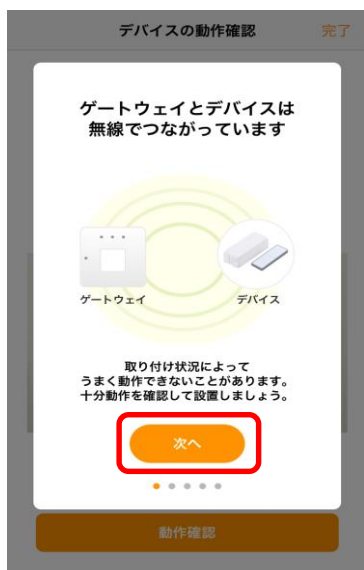 デバイスの動作確認 完了
ゲートウェイとデバイスは
無線でつながっています
ゲートウェイ デバイス
取り付け状況によって
うまく動作できないことがあります。
十分動作を確認して設置しましょう。
次へ
動作確認